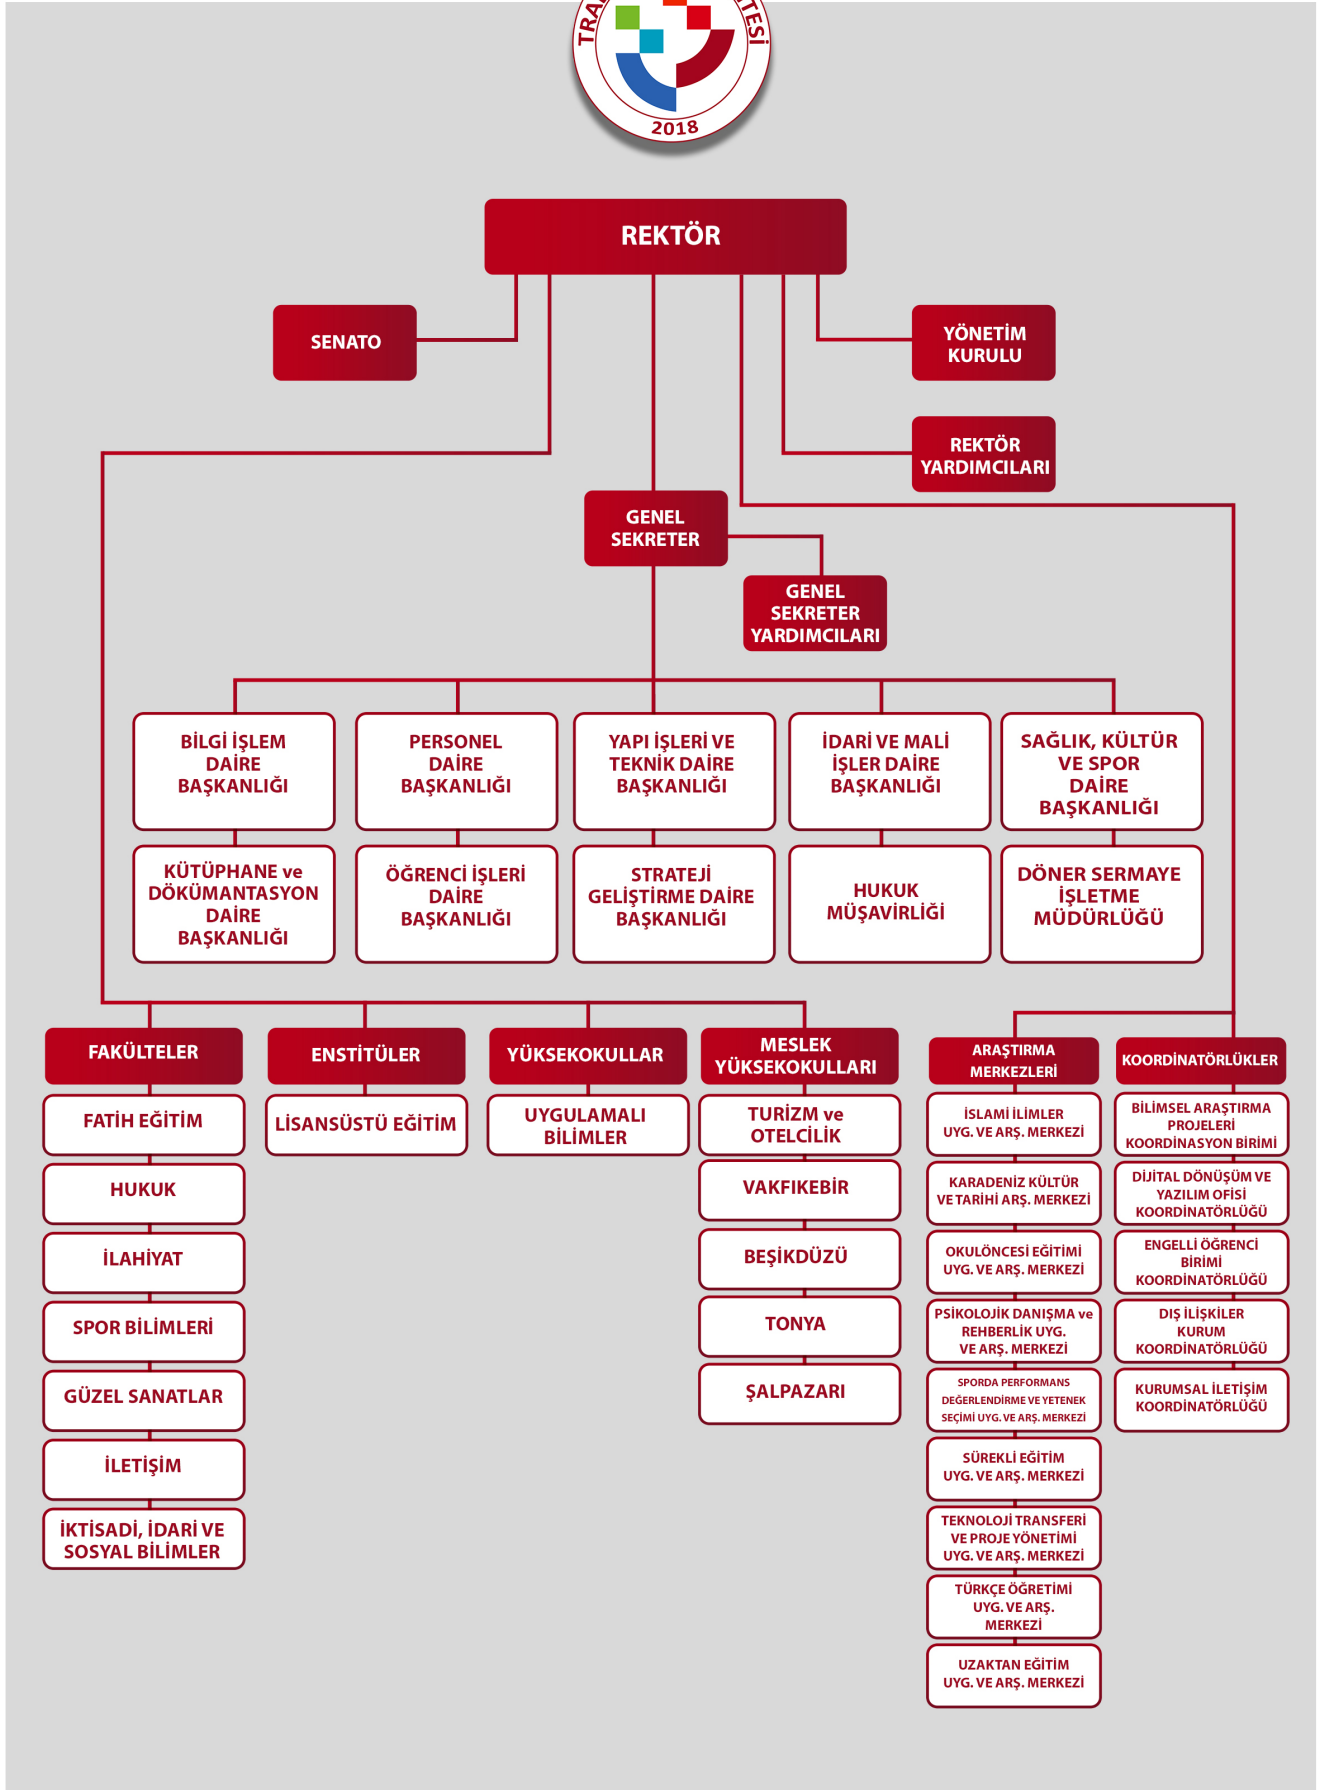 2018
REKTÖR
SENATO
YÖNETİM
KURULU
REKTÖR
YARDIMCILARI
GENEL
SEKRETER
GENEL
SEKRETER
YARDIMCILARI
BİLGİ İŞLEM
DAİRE
BAŞKANLIĞI
PERSONEL
DAİRE
BAŞKANLIĞI
YAPI İŞLERİ VE
TEKNİK DAİRE
BAŞKANLIĞI
İDARİ VE MALİ
İŞLER DAİRE
BAŞKANLIĞI
SAĞLIK, KÜLTÜR
VE SPOR
DAİRE
BAŞKANLIĞI
KÜTÜPHANE ve
DÖKÜMANTASYON
DAİRE
BAŞKANLIĞI
ÖĞRENCİ İŞLERİ
DAİRE
BAŞKANLIĞI
STRATEJİ
GELİŞTİRME DAİRE
BAŞKANLIĞI
HUKUK
MÜŞAVİRLİĞİ
DÖNER SERMAYE
İŞLETME
MÜDÜRLÜĞÜ
FAKÜLTELER
FATİH EĞİTİM
HUKUK
İLAHİYAT
SPOR BİLİMLERİ
GÜZEL SANATLAR
İLETİŞİM
İKTİSADİ, İDARİ VE
SOSYAL BİLİMLER
ENSTİTÜLER
LİSANSÜSTÜ EĞİTİM
YÜKSEKOKULLAR
UYGULAMALI
BİLİMLER
MESLEK
YÜKSEKOKULLARI
TURİZM ve
OTELCİLİK
VAKFIKEBİR
BEŞİKDÜZÜ
TONYA
ŞALPAZARI
ARAŞTIRMA
MERKEZLERİ
İSLAMİ İLİMLER
UYG. VE ARŞ. MERKEZİ
KARADENİZ KÜLTÜR
VE TARİHİ ARŞ. MERKEZİ
OKULÖNCESİ EĞİTİMİ
UYG. VE ARŞ. MERKEZİ
PSİKOLOJİK DANIŞMA ve
REHBERLİK UYG.
VE ARŞ. MERKEZİ
SPORDA PERFORMANS
DEĞERLENDİRME VE YETENEK
SEÇİMİ UYG. VE ARŞ. MERKEZİ
SÜREKLİ EĞİTİM
UYG. VE ARŞ. MERKEZİ
TEKNOLOJİ TRANSFERİ
VE PROJE YÖNETİMİ
UYG. VE ARŞ. MERKEZİ
TÜRKÇE ÖĞRETİMİ
UYG. VE ARŞ.
MERKEZİ
UZAKTAN EĞİTİM
UYG. VE ARŞ. MERKEZİ
KOORDİNATÖRLÜKLER
BİLİMSEL ARAŞTIRMA
PROJELERİ
KOORDİNASYON BİRİMİ
DİJİTAL DÖNÜŞÜM VE
YAZILIM OFİSİ
KOORDİNATÖRLÜĞÜ
ENGELLİ ÖĞRENCİ
BİRİMİ
KOORDİNATÖRLÜĞÜ
DIŞ İLİŞKİLER
KURUM
KOORDİNATÖRLÜĞÜ
KURUMSAL İLETİŞİM
KOORDİNATÖRLÜĞÜ